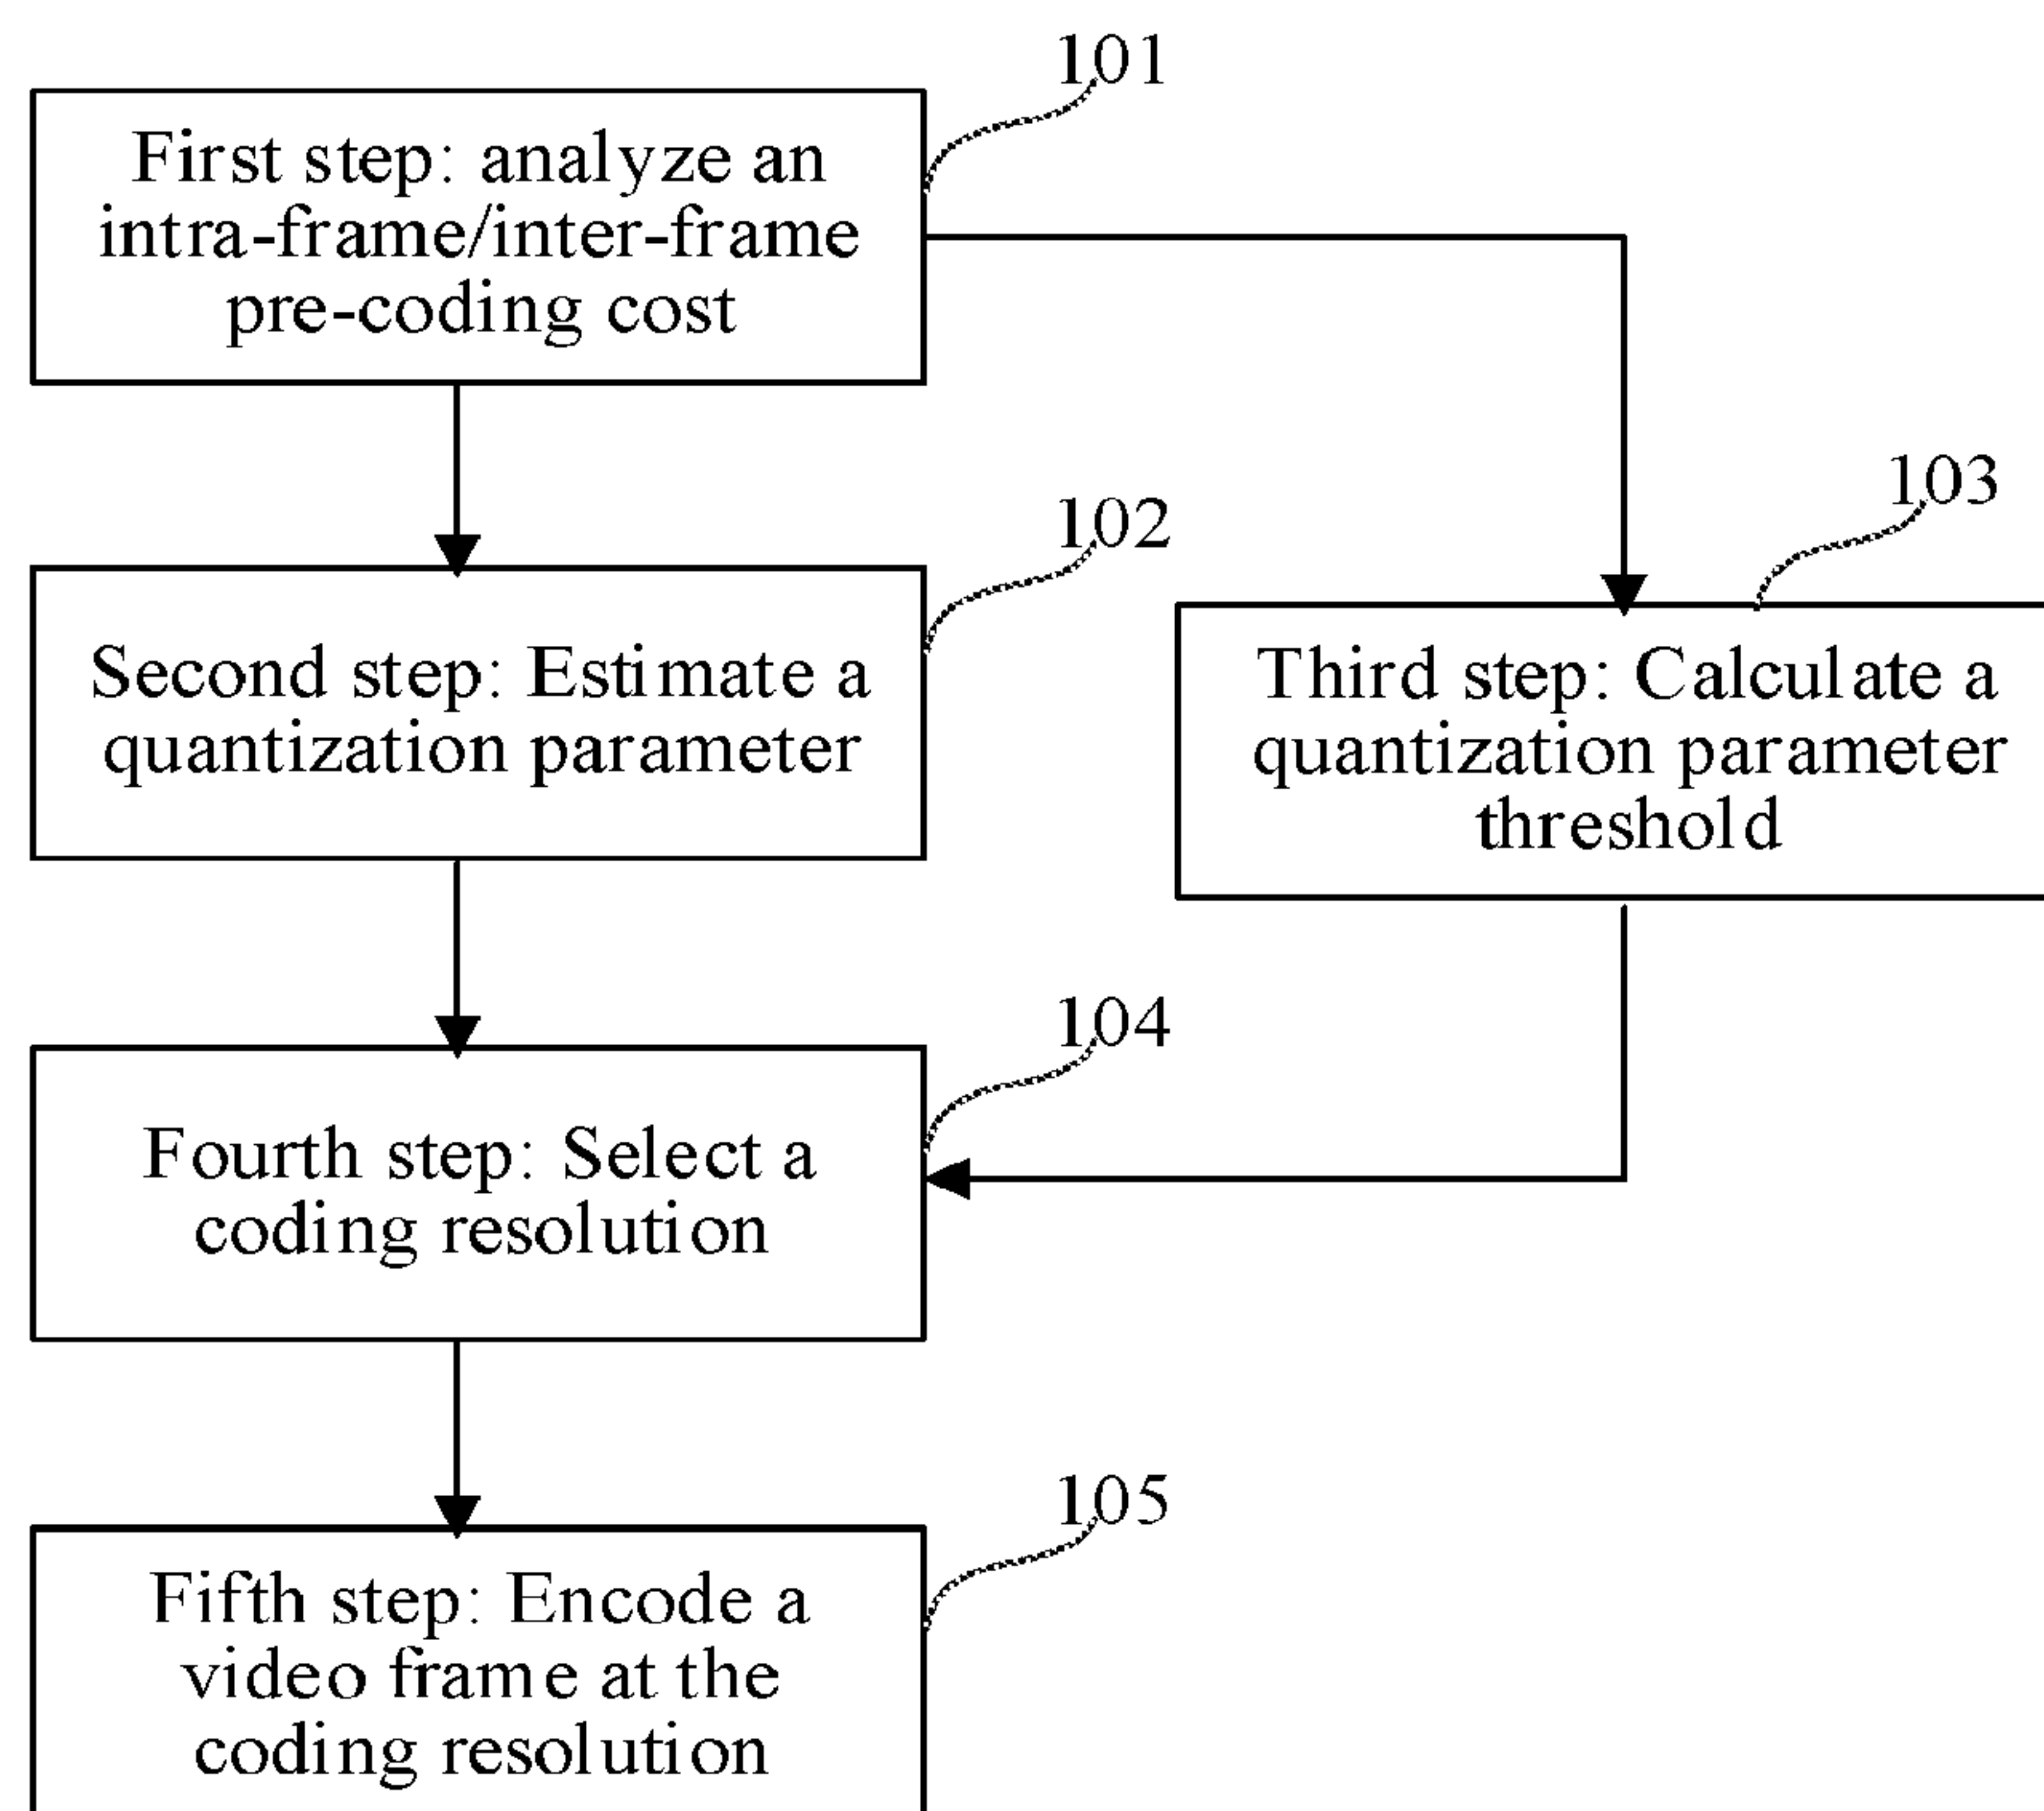 101
First step: analyze an
intra-frame/inter-frame
pre-coding cost
102
Second step: Estimate a
quantization parameter
103
Third step: Calculate a
quantization parameter
threshold
104
Fourth step: Select a
coding resolution
105
Fifth step: Encode a
video frame at the
coding resolution